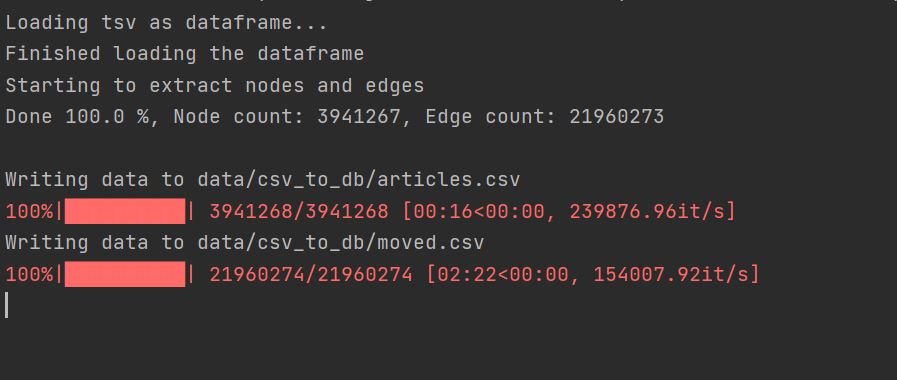 Loading tsv as dataframe...
Finished loading the dataframe
Starting to extract nodes and edges
Done 100.0 %, Node count: 3941267, Edge count: 21960273
Writing data to data/csv_to_db/articles.csv
100%|██████████| 3941268/3941268 [00:16<00:00, 239876.96it/s]
Writing data to data/csv_to_db/moved.csv
100%|██████████| 21960274/21960274 [02:22<00:00, 154007.92it/s]